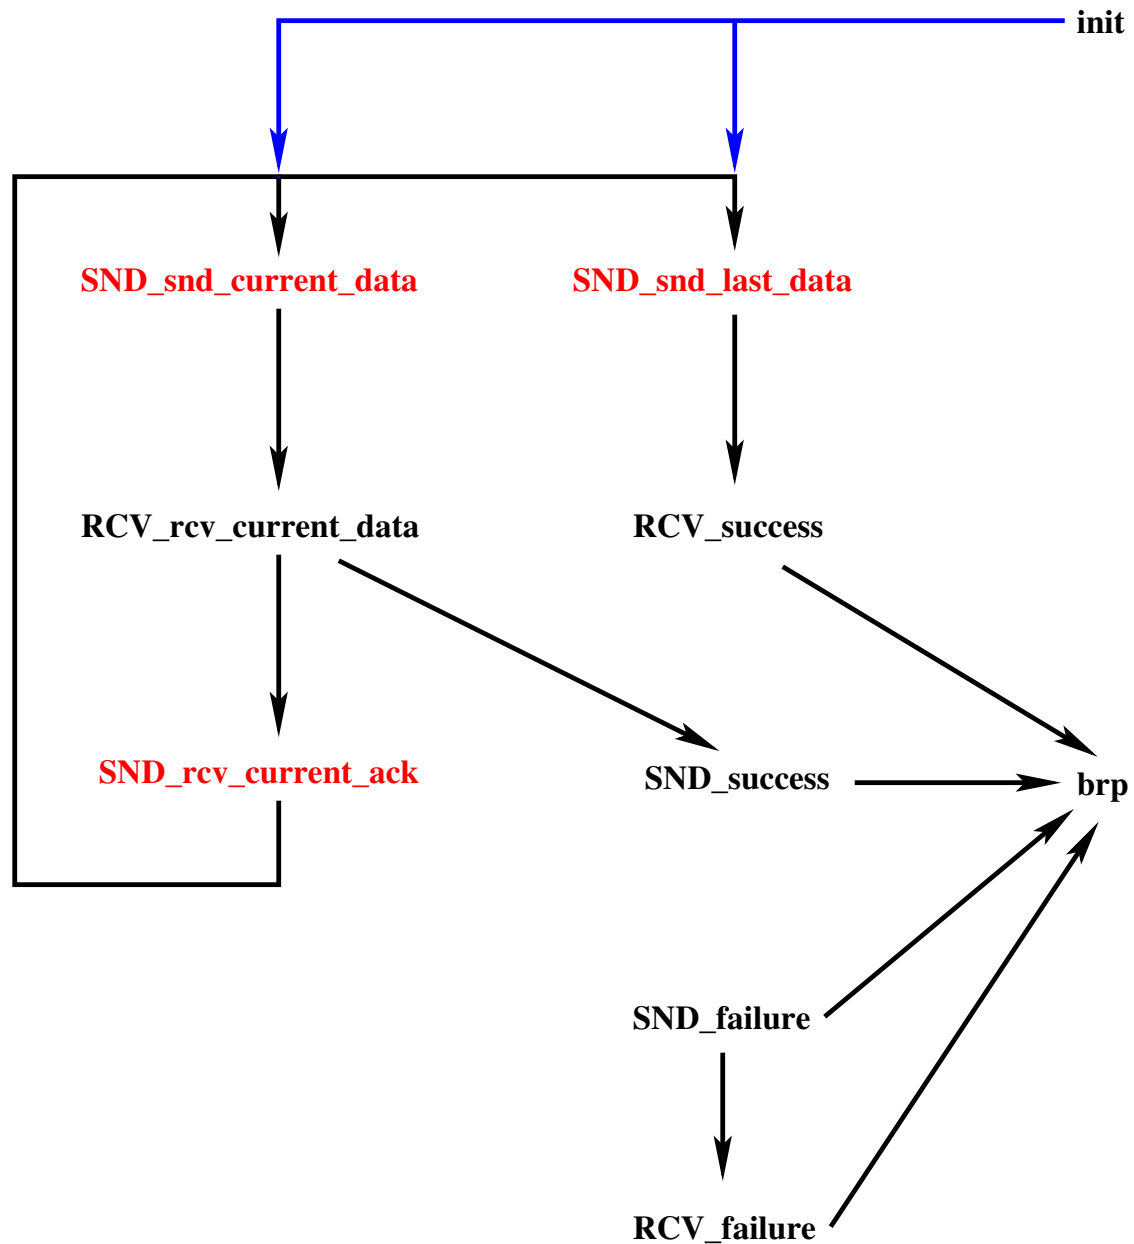 init
SND_snd_current_data
SND_snd_last_data
RCV_rcv_current_data
RCV_success
SND_rcv_current_ack
SND_success
brp
SND_failure
RCV_failure